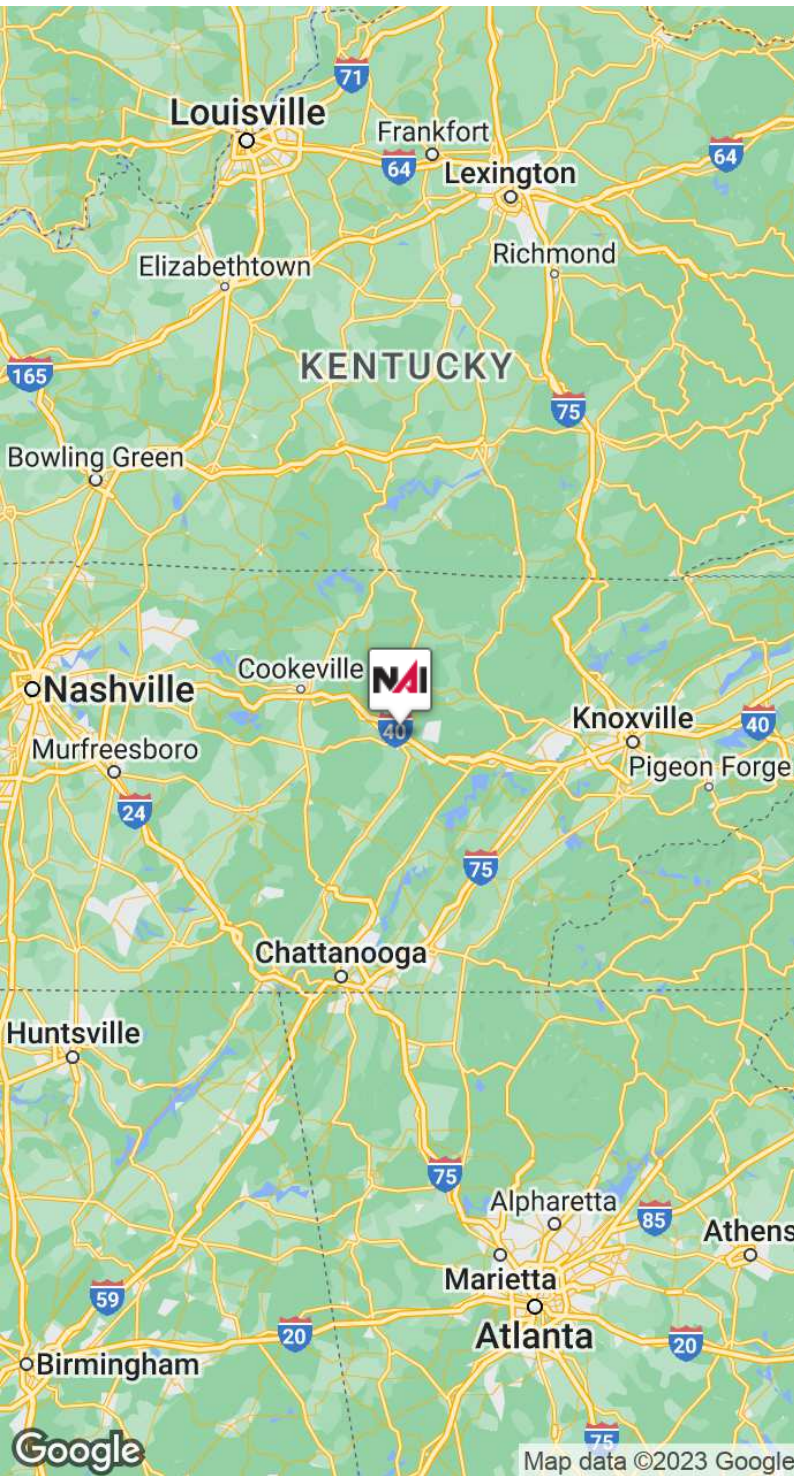 71
Louisville
Frankfort
64
64
Lexington
Richmond
Elizabethtown
KENTUCKY
165
75
Bowling Green
Cookeville
NAI
Nashville
40
Knoxville
40
Murfreesboro
Pigeon Forge
24
75
Chattanooga
Huntsville
75
Alpharetta
85
Athens
Marietta
59
20
Atlanta
20
Birmingham
75
Google
Map data ©2023 Google